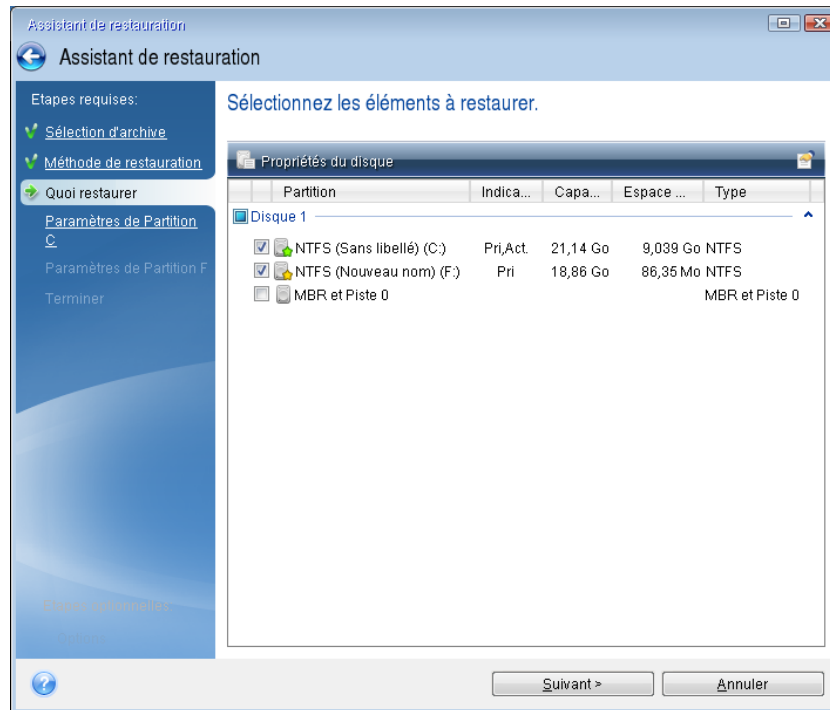 Assistant de restauration
Assistant de restauration
Etapes requises:
Sélection d'archive
Méthode de restauration
Quoi restaurer
Paramètres de Partition
C
Paramètres de Partition F
Terminer
Sélectionnez les éléments à restaurer.
Propriétés du disque
Partition Indica... Capa... Espace ... Type
Disque 1
NTFS (Sans libellé) (C:) Pri,Act. 21,14 Go 9,039 Go NTFS
NTFS (Nouveau nom) (F:) Pri 18,86 Go 86,35 Mo NTFS
MBR et Piste 0 MBR et Piste 0
Suivant >
Annuler